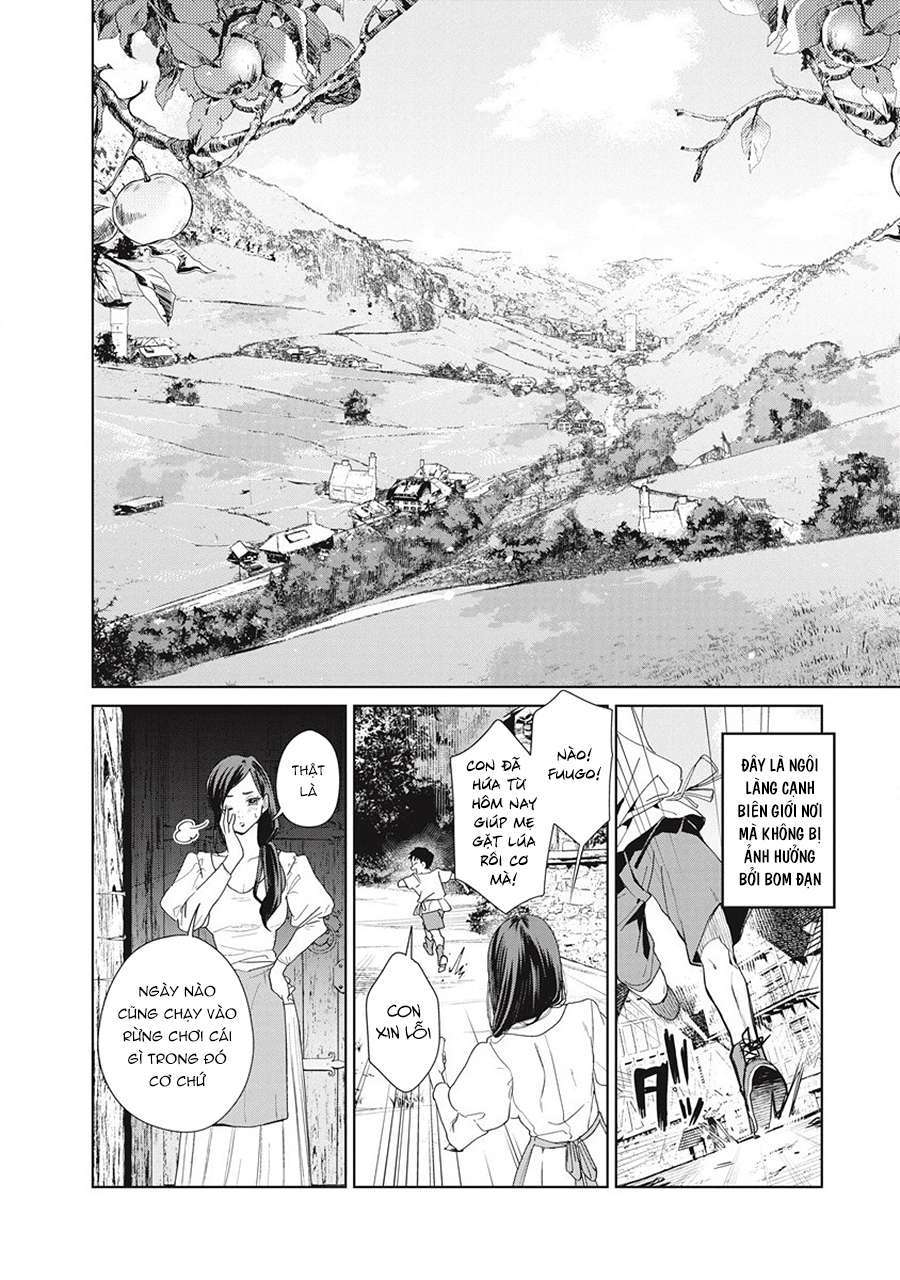 ĐÂY LÀ NGÔI
LÀNG CẠNH
BIÊN GIỚI NƠI
MÀ KHÔNG BỊ
ẢNH HƯỞNG
BỞI BOM ĐẠN
ダッ
NÀO!
FUUGO!
CON ĐÃ
HỨA TỪ
HÔM NAY
GIÚP MẸ
GẶT LÚA
RỒI CƠ
MÀ!
CON
XIN LỖI
THẬT
LÀ
NGÀY NÀO
CŨNG CHẠY VÀO
RỪNG CHƠI CÁI
GÌ TRONG ĐÓ
CƠ CHỨ